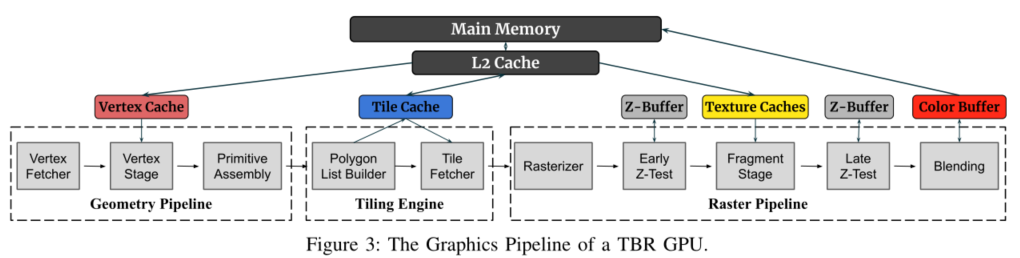 Main Memory
L2 Cache
Vertex Cache
Tile Cache
Z-Buffer
Texture Caches
Z-Buffer
Color Buffer
Vertex
Fetcher
Vertex
Stage
Primitive
Assembly
Geometry Pipeline
Polygon
List Builder
Tile
Fetcher
Tiling Engine
Rasterizer
Early
Z-Test
Fragment
Stage
Late
Z-Test
Blending
Raster Pipeline
Figure 3: The Graphics Pipeline of a TBR GPU.